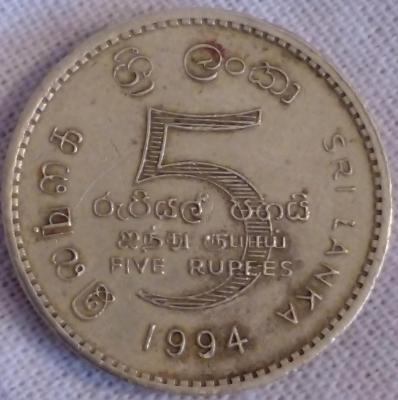 ශ්‍රී ලංකා
இலங்கை
SRI LANKA
5
රුපියල් පහයි
ஐந்து ரூபாய்
FIVE RUPEES
1994